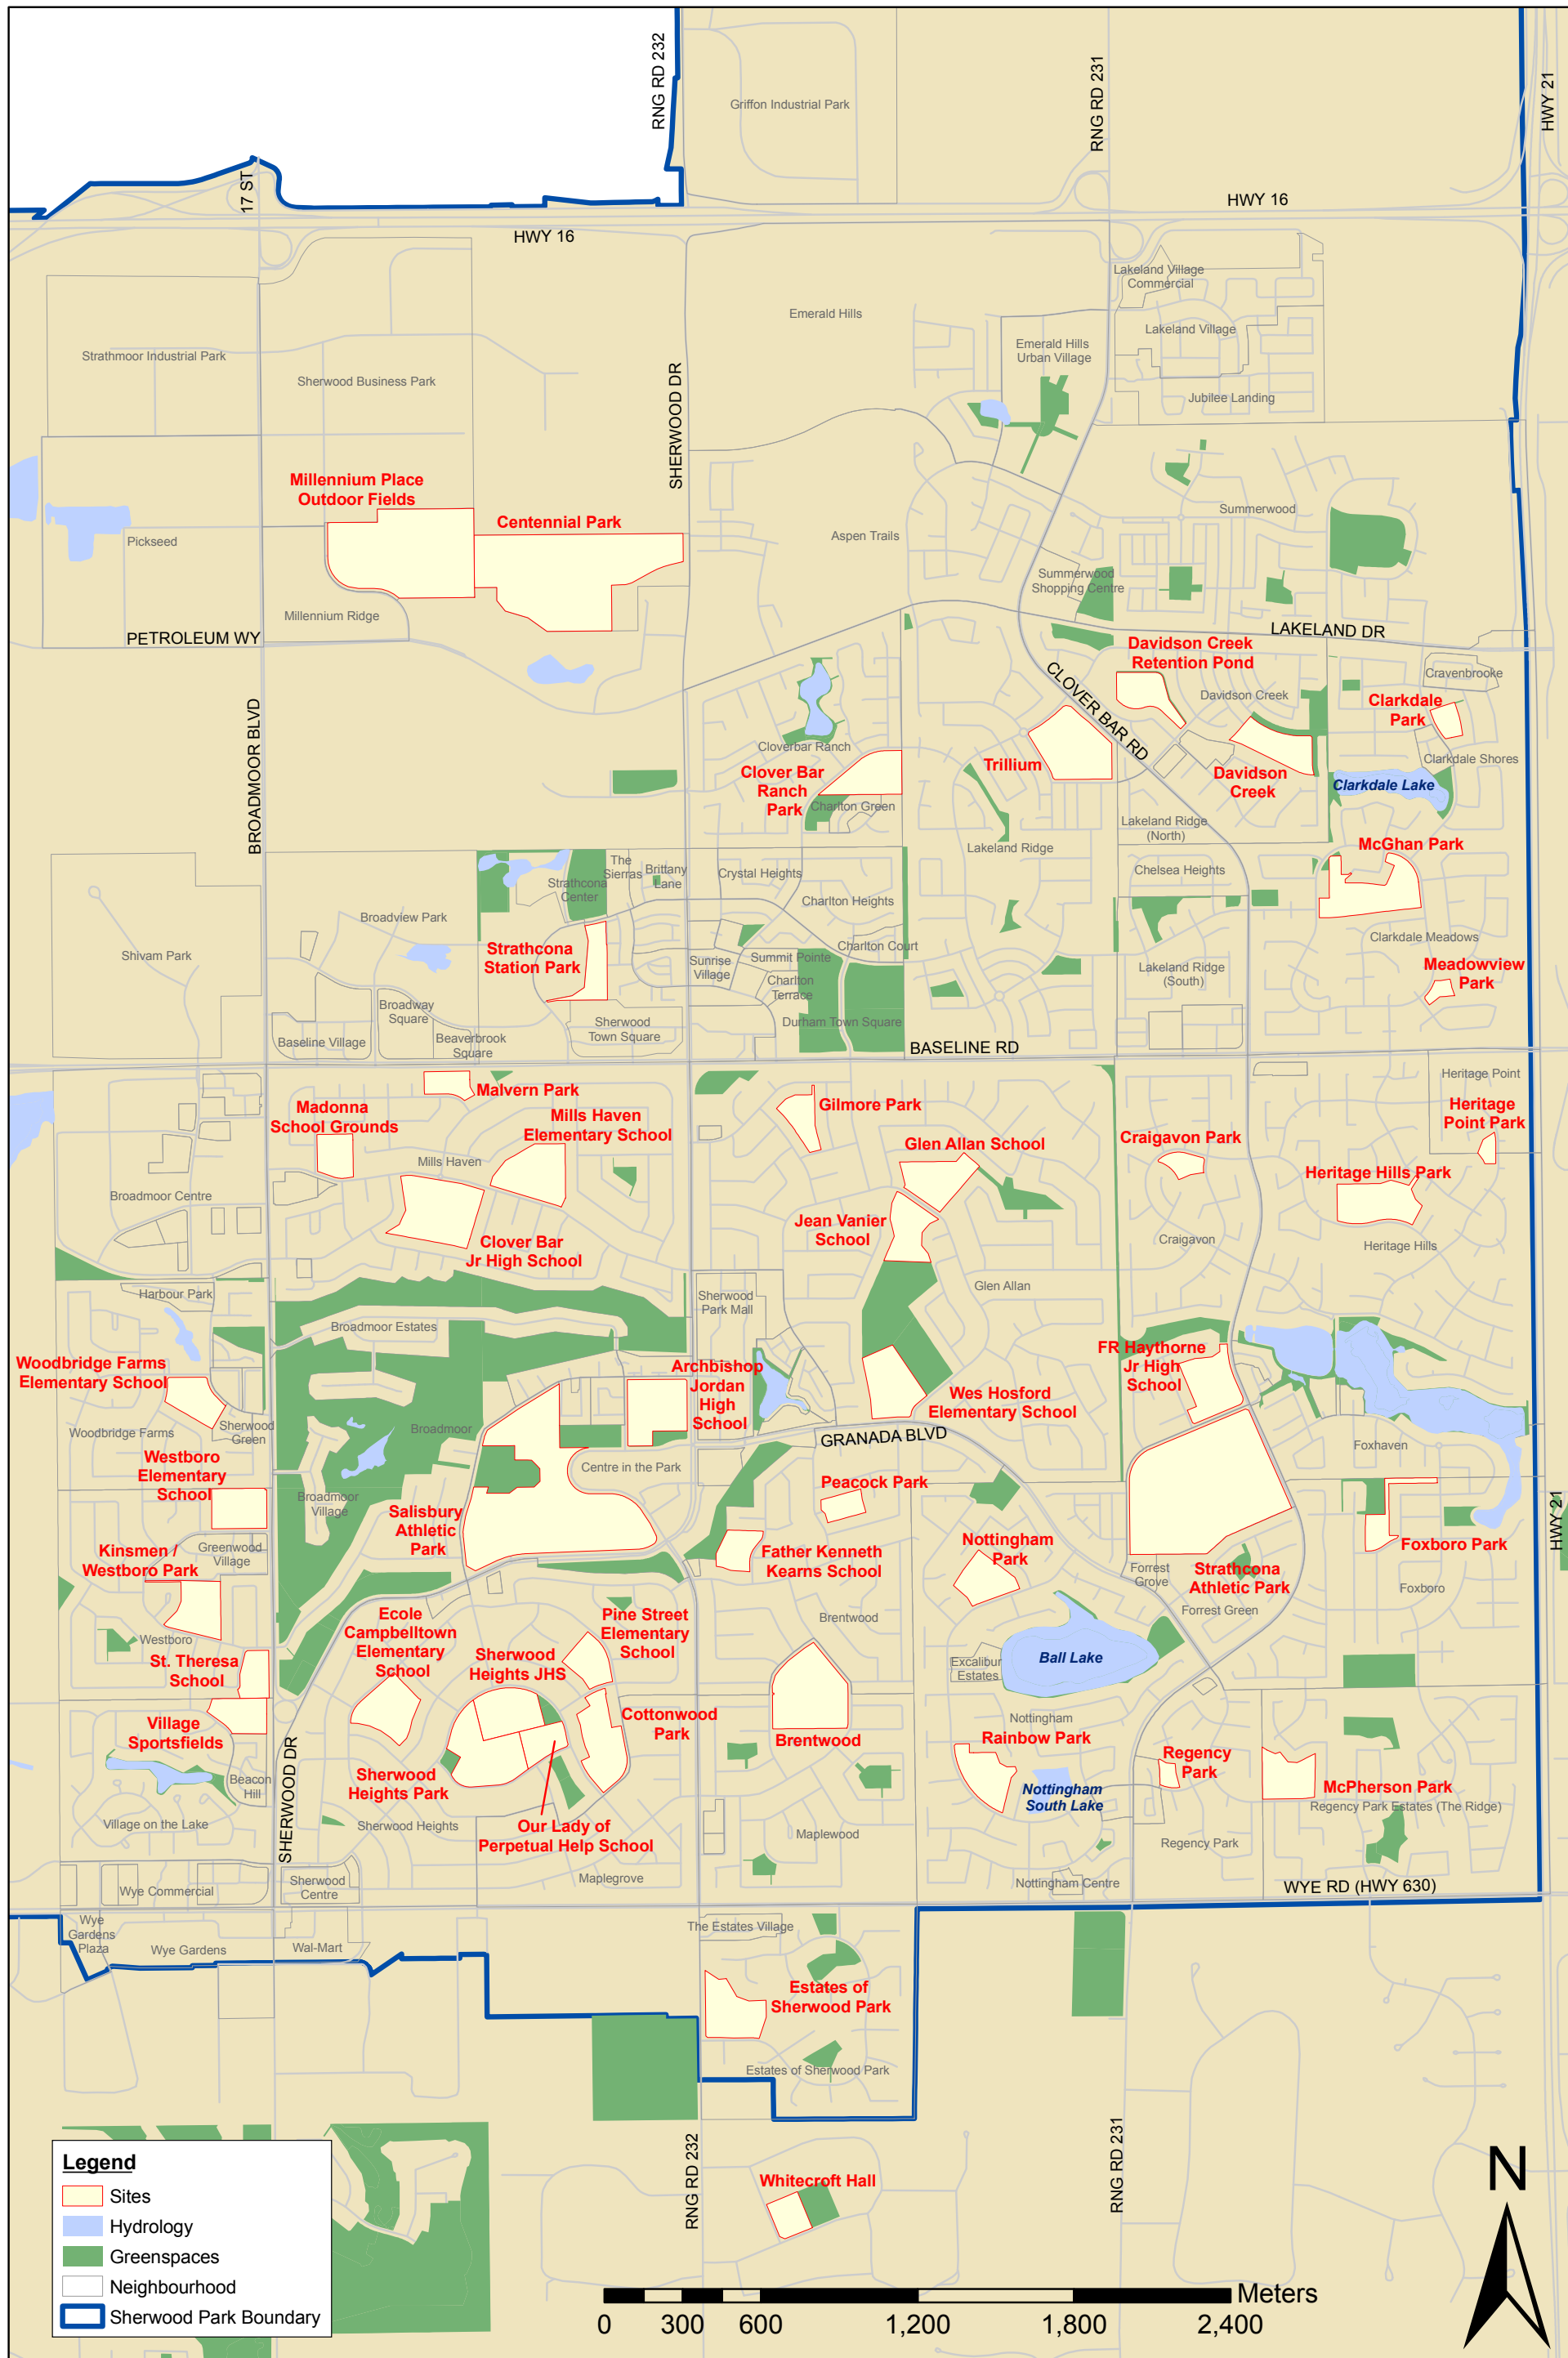 RNG RD 232
RNG RD 231
HWY 21
Griffon Industrial Park
17 ST
HWY 16
HWY 16
Lakeland Village
Commercial
Emerald Hills
Lakeland Village
Emerald Hills
Urban Village
Strathmoor Industrial Park
Sherwood Business Park
SHERWOOD DR
Jubilee Landing
Millennium Place
Outdoor Fields
Centennial Park
Summerwood
Pickseed
Aspen Trails
Summerwood
Shopping Centre
Millennium Ridge
PETROLEUM WY
LAKELAND DR
Davidson Creek
Retention Pond
CLOVER BAR RD
Cravenbrooke
Davidson Creek
Clarkdale
Park
BROADMOOR BLVD
Cloverbar Ranch
Clover Bar
Ranch
Park
Trillium
Davidson
Creek
Clarkdale Shores
Clarkdale Lake
Charlton Green
Lakeland Ridge
(North)
Lakeland Ridge
McGhan Park
The
Sierras
Brittany
Lane
Crystal Heights
Chelsea Heights
Strathcona
Center
Charlton Heights
Broadview Park
Clarkdale Meadows
Shivam Park
Strathcona
Station Park
Charlton Court
Sunrise
Village
Summit Pointe
Lakeland Ridge
(South)
Meadowview
Park
Charlton
Terrace
Broadway
Square
Sherwood
Town Square
Durham Town Square
Baseline Village
Beaverbrook
Square
BASELINE RD
Heritage Point
Malvern Park
Madonna
School Grounds
Gilmore Park
Heritage
Point Park
Mills Haven
Elementary School
Glen Allan School
Craigavon Park
Mills Haven
Heritage Hills Park
Broadmoor Centre
Jean Vanier
School
Clover Bar
Jr High School
Craigavon
Heritage Hills
Harbour Park
Glen Allan
Sherwood
Park Mall
Broadmoor Estates
FR Haythorne
Jr High
School
Woodbridge Farms
Elementary School
Archbishop
Jordan
High
School
Wes Hosford
Elementary School
Sherwood
Green
Woodbridge Farms
Broadmoor
GRANADA BLVD
Foxhaven
Westboro
Elementary
School
Centre in the Park
Peacock Park
Broadmoor
Village
Salisbury
Athletic
Park
HWY 21
Kinsmen /
Westboro Park
Greenwood
Village
Father Kenneth
Kearns School
Nottingham
Park
Foxboro Park
Forrest
Grove
Strathcona
Athletic Park
Foxboro
Forrest Green
Ecole
Campbelltown
Elementary
School
Pine Street
Elementary
School
Brentwood
Westboro
St. Theresa
School
Sherwood
Heights JHS
Excalibur
Estates
Ball Lake
Village
Sportsfields
Cottonwood
Park
Nottingham
Brentwood
Rainbow Park
Regency
Park
SHERWOOD DR
Beacon
Hill
Sherwood
Heights Park
Nottingham
South Lake
McPherson Park
Regency Park Estates (The Ridge)
Village on the Lake
Sherwood Heights
Our Lady of
Perpetual Help School
Maplewood
Regency Park
Maplegrove
Wye Commercial
Sherwood
Centre
Nottingham Centre
WYE RD (HWY 630)
Wye
Gardens
Plaza
Wye Gardens
Wal-Mart
The Estates Village
Estates of
Sherwood Park
Estates of Sherwood Park
RNG RD 232
RNG RD 231
Whitecroft Hall
Legend
Sites
Hydrology
Greenspaces
Neighbourhood
Sherwood Park Boundary
N
Meters
0 300 600 1,200 1,800 2,400